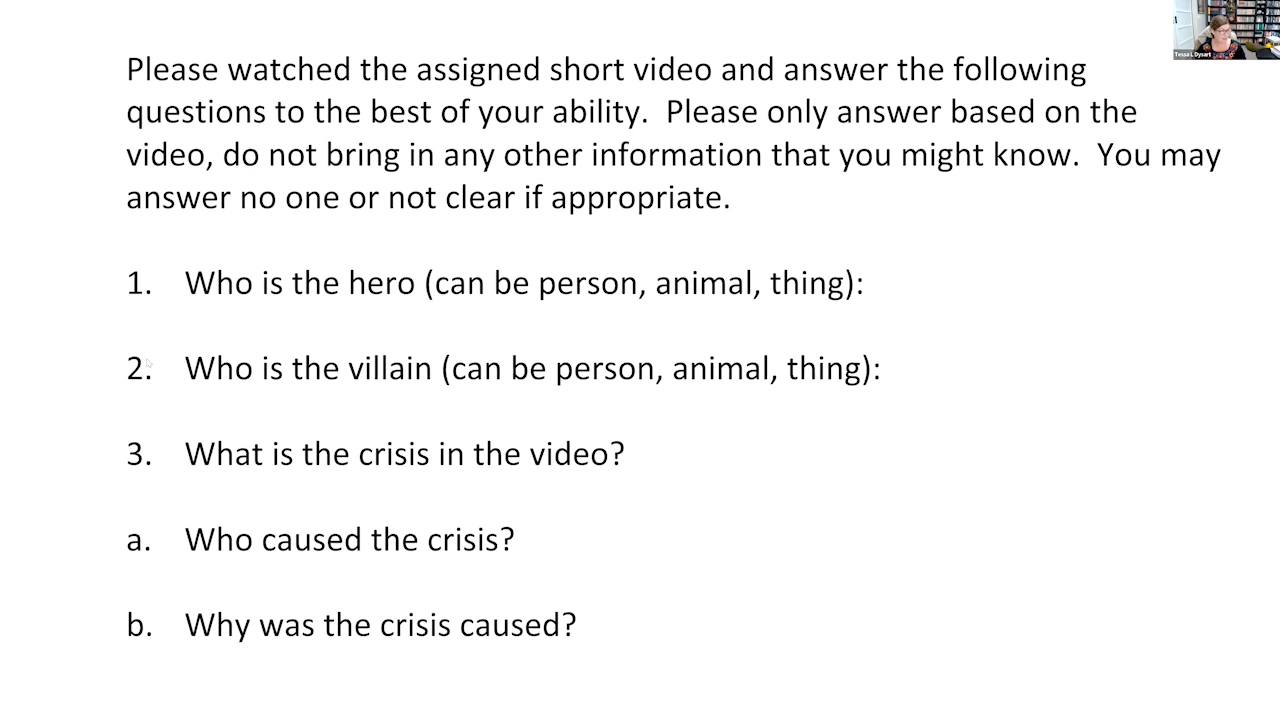 Please watched the assigned short video and answer the following
questions to the best of your ability.  Please only answer based on the
video, do not bring in any other information that you might know.  You may
answer no one or not clear if appropriate.
1. Who is the hero (can be person, animal, thing):
2. Who is the villain (can be person, animal, thing):
3. What is the crisis in the video?
a. Who caused the crisis?
b. Why was the crisis caused?
Tessa L Dysart